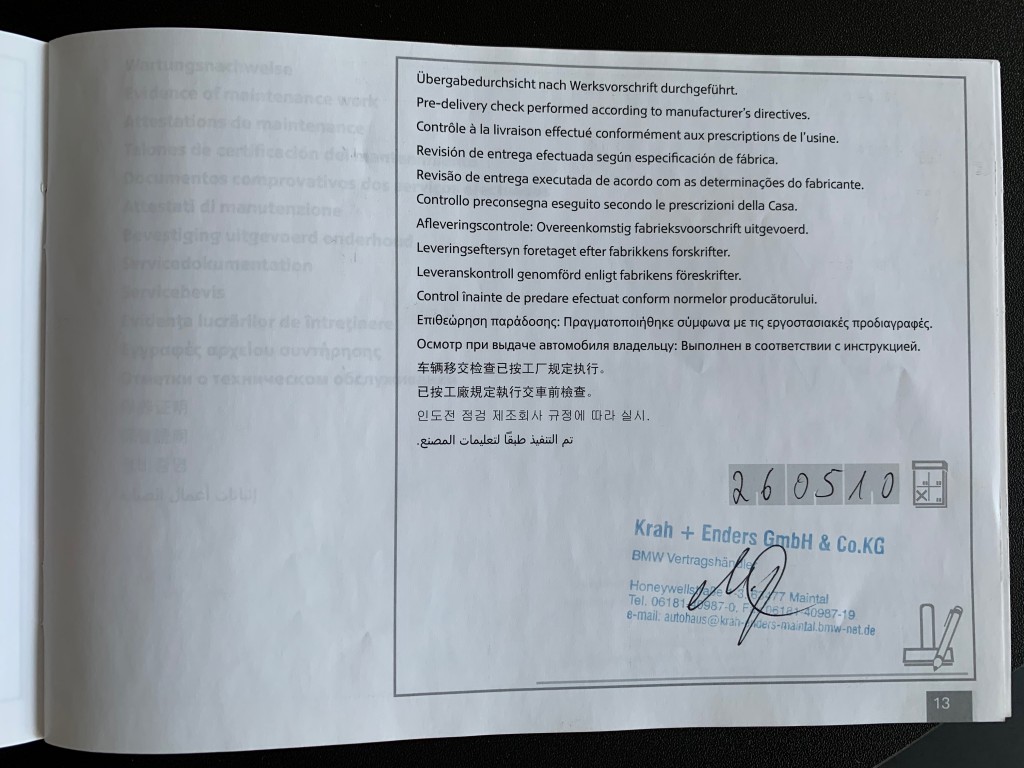 Übergabedurchsicht nach Werksvorschrift durchgeführt.
Pre-delivery check performed according to manufacturer's directives.
Contrôle à la livraison effectué conformément aux prescriptions de l'usine.
Revisión de entrega efectuada según especificación de fábrica.
Revisão de entrega executada de acordo com as determinações do fabricante.
Controllo preconsegna eseguito secondo le prescrizioni della Casa.
Afleveringscontrole: Overeenkomstig fabrieksvoorschrift uitgevoerd.
Leveringseftersyn foretaget efter fabrikkens forskrifter.
Leveranskontroll genomförd enligt fabrikens föreskrifter.
Control înainte de predare efectuat conform normelor producătorului.
Επιθεώρηση παράδοσης: Πραγματοποιήθηκε σύμφωνα με τις εργοστασιακές προδιαγραφές.
Осмотр при выдаче автомобиля владельцу: Выполнен в соответствии с инструкцией.
车辆移交检查已按工厂规定执行。
已按工廠規定執行交車前檢查。
인도전 정검 제조회사 규정에 따라 실시.
تم التنفيذ طبقًا لتعليمات المصنع.
260510
Krah + Enders GmbH & Co.KG
BMW Vertragshändler
Maintal
Tel. 06181 40987-0. 06181-40987-19
e-mail: autohaus@krah-enders-maintal.bmw-net.de
13